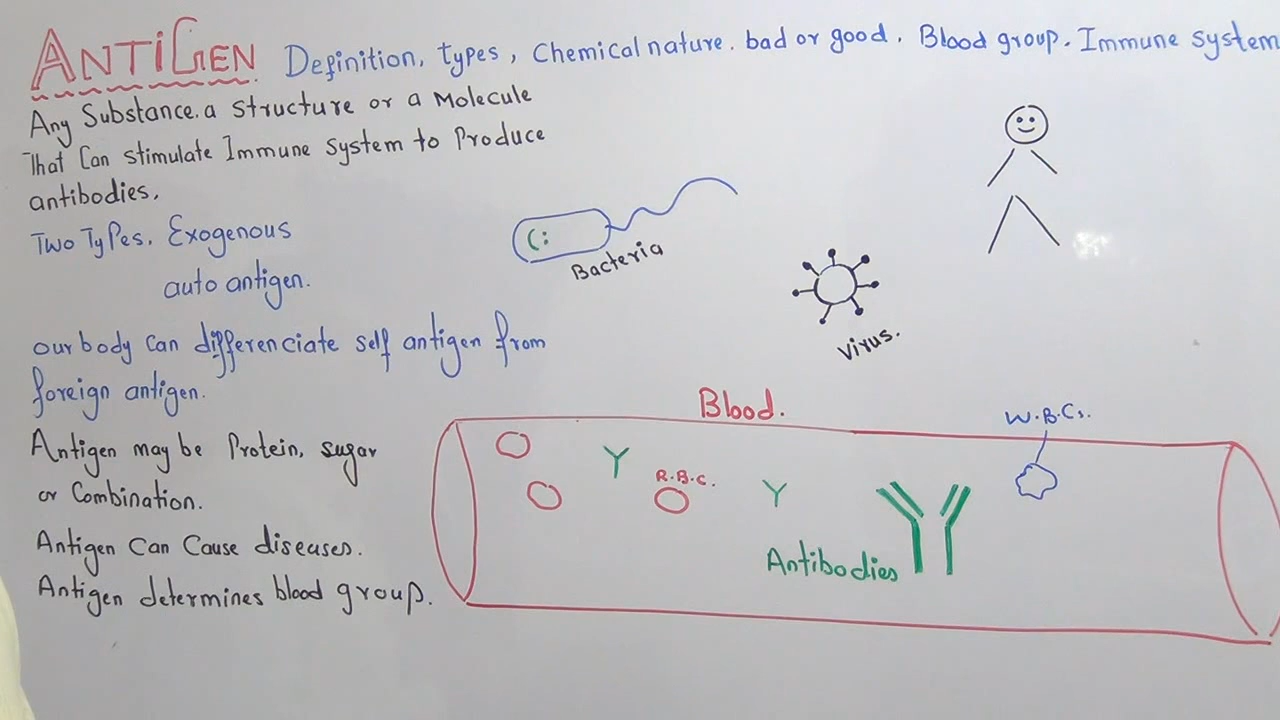 ANTiGEN Definition, types, Chemical nature. bad or good. Blood group. Immune system
Any Substance. a structure or a Molecule
That Can stimulate Immune System to Produce
antibodies.
Two Types. Exogenous
auto antigen.
our body can differenciate self antigen from
foreign antigen.
Antigen may be Protein, sugar
or Combination.
Antigen Can Cause diseases.
Antigen determines blood group.
Bacteria
Virus.
Blood.
W.B.Cs.
R.B.C.
Antibodies